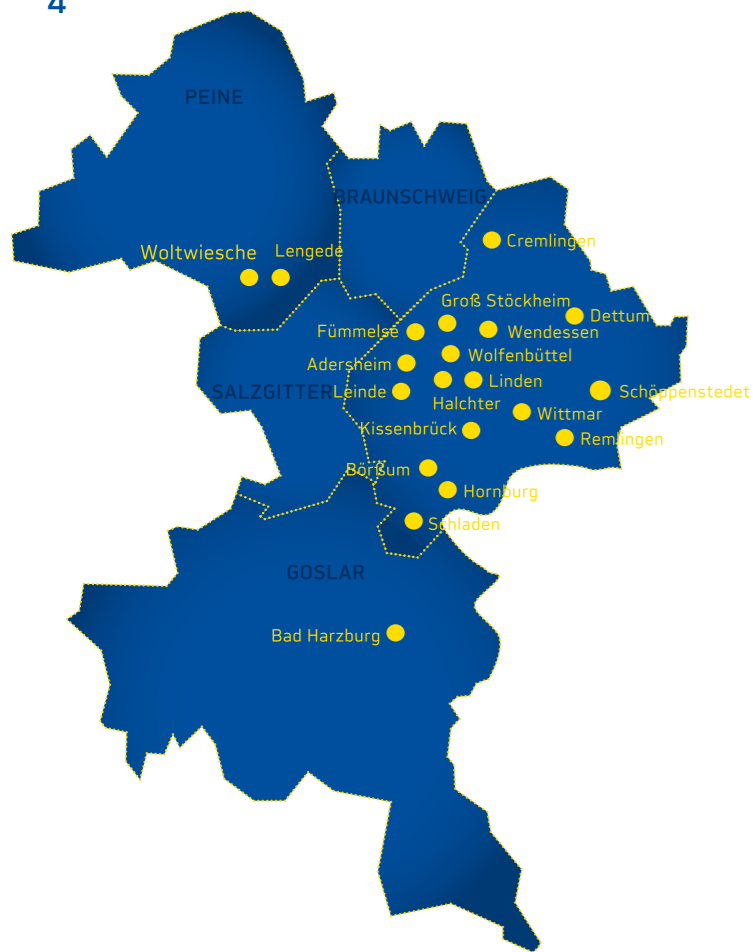 4
PEINE
BRAUNSCHWEIG
Cremlingen
Woltwiesche
Lengede
Groß Stöckheim
Dettum
Fümmelse
Wendessen
Wolfenbüttel
Adersheim
Linden
SALZGITTER
Leinde
Schöppenstedet
Halchter
Wittmar
Kissenbrück
Remlingen
Börßum
Hornburg
Schladen
GOSLAR
Bad Harzburg